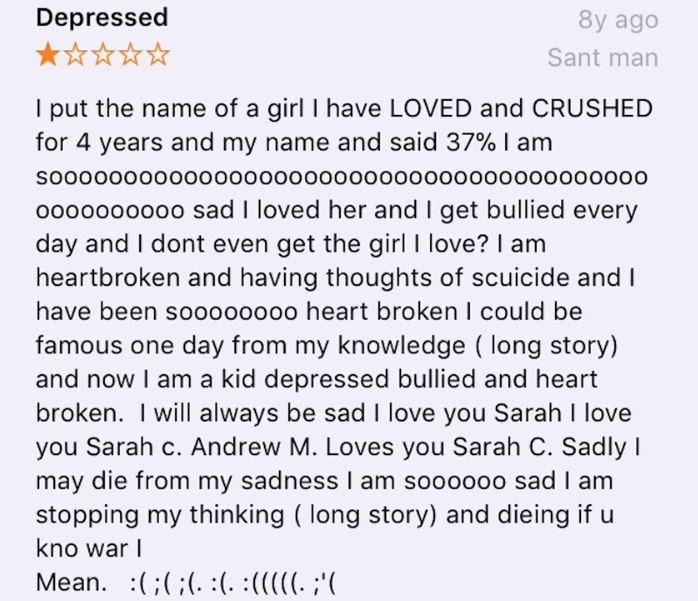 Depressed 8y ago
Sant man
I put the name of a girl I have LOVED and CRUSHED
for 4 years and my name and said 37% I am
soooooooooooooooooooooooooooooooooooooooo
oooooooooo sad I loved her and I get bullied every
day and I dont even get the girl I love? I am
heartbroken and having thoughts of scuicide and I
have been soooooooo heart broken I could be
famous one day from my knowledge ( long story)
and now I am a kid depressed bullied and heart
broken.  I will always be sad I love you Sarah I love
you Sarah c. Andrew M. Loves you Sarah C. Sadly I
may die from my sadness I am soooooo sad I am
stopping my thinking ( long story) and dieing if u
kno war I
Mean.   :( ;( ;(. :(. :(((((. ;'(